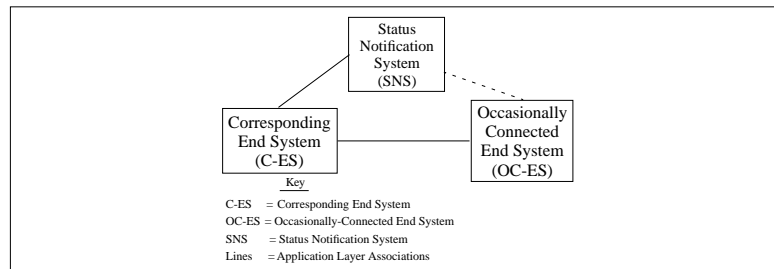 Status
Notification
System
(SNS)
Corresponding
End System
(C-ES)
Occasionally
Connected
End System
(OC-ES)
Key
C-ES = Corresponding End System
OC-ES = Occasionally-Connected End System
SNS = Status Notification System
Lines = Application Layer Associations